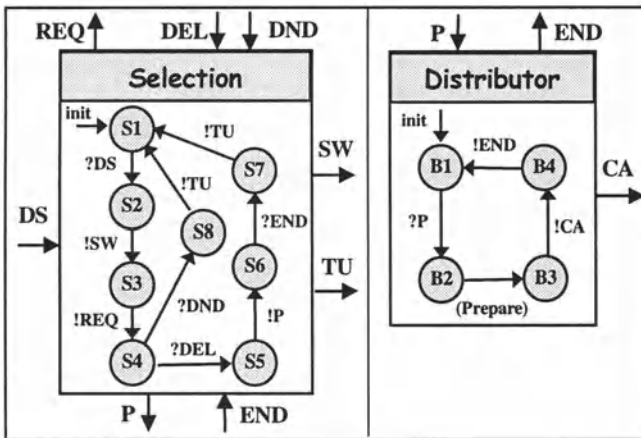 REQ DEL DND
Selection
init
S1
!TU
?DS
!TU
S7
SW
S2
S8
DS
!SW
?END
S3
S6
TU
!REQ
?DND
!P
S4
?DEL
S5
P
END
P
END
Distributor
init
!END
B1
B4
CA
?P
!CA
B2
B3
(Prepare)